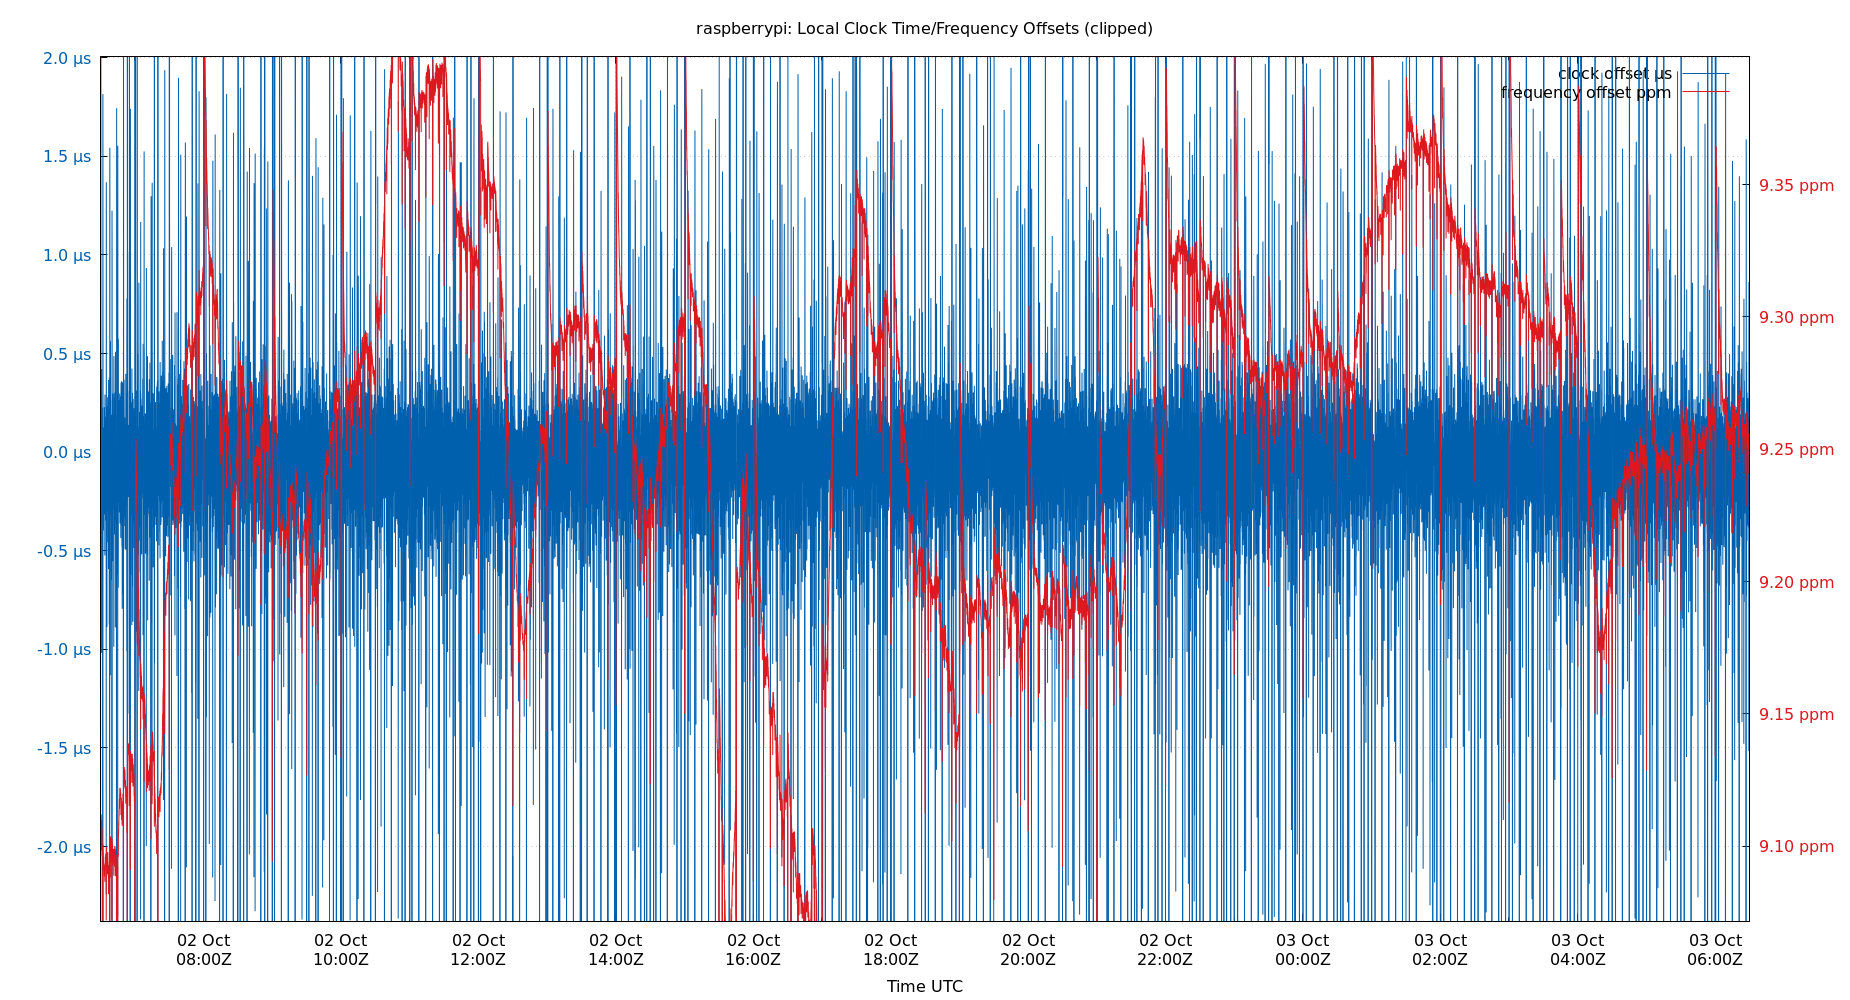 raspberrypi: Local Clock Time/Frequency Offsets (clipped)
clock offset µs
frequency offset ppm
2.0 µs
1.5 µs
1.0 µs
0.5 µs
0.0 µs
-0.5 µs
-1.0 µs
-1.5 µs
-2.0 µs
9.35 ppm
9.30 ppm
9.25 ppm
9.20 ppm
9.15 ppm
9.10 ppm
02 Oct 02 Oct 02 Oct 02 Oct 02 Oct 02 Oct 02 Oct 02 Oct 03 Oct 03 Oct 03 Oct 03 Oct
08:00Z 10:00Z 12:00Z 14:00Z 16:00Z 18:00Z 20:00Z 22:00Z 00:00Z 02:00Z 04:00Z 06:00Z
Time UTC